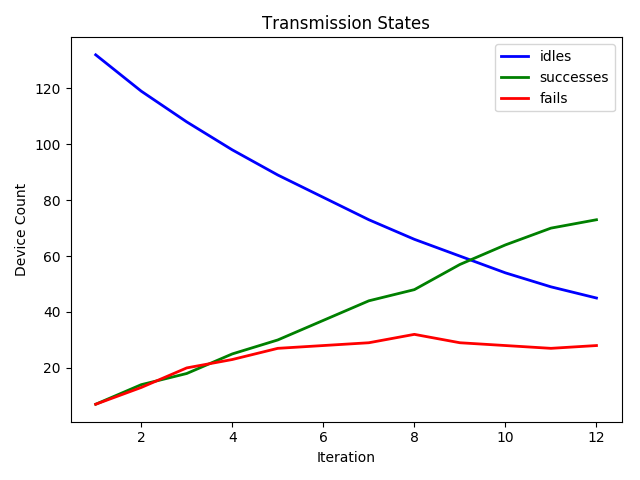 Transmission States
idles
successes
fails
Device Count
120
100
80
60
40
20
2 4 6 8 10 12
Iteration